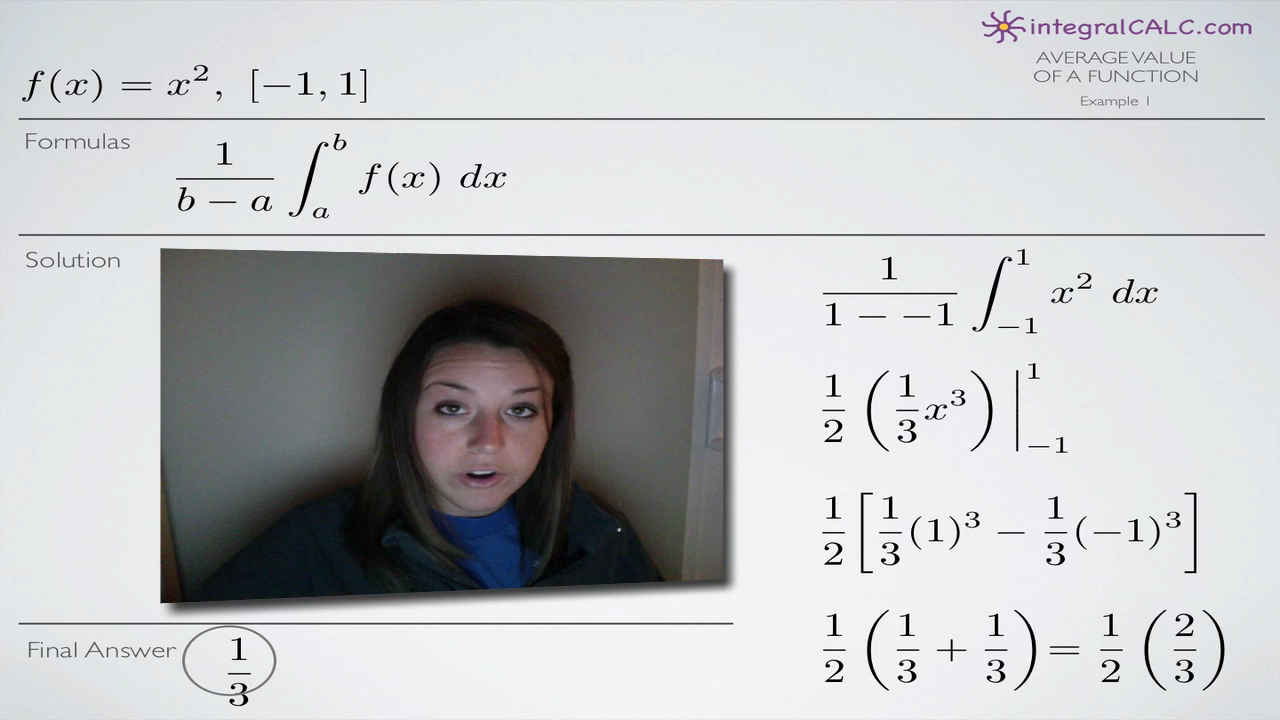 integralCALC.com
AVERAGE VALUE
OF A FUNCTION
Example 1
f(x) = x², [−1, 1]
Formulas
1/(b − a) ∫_a^b f(x) dx
Solution
1/(1 − −1) ∫_−1^1 x² dx
1/2 (1/3 x³) |_−1^1
1/2 [1/3 (1)³ − 1/3 (−1)³]
1/2 (1/3 + 1/3) = 1/2 (2/3)
Final Answer 1/3